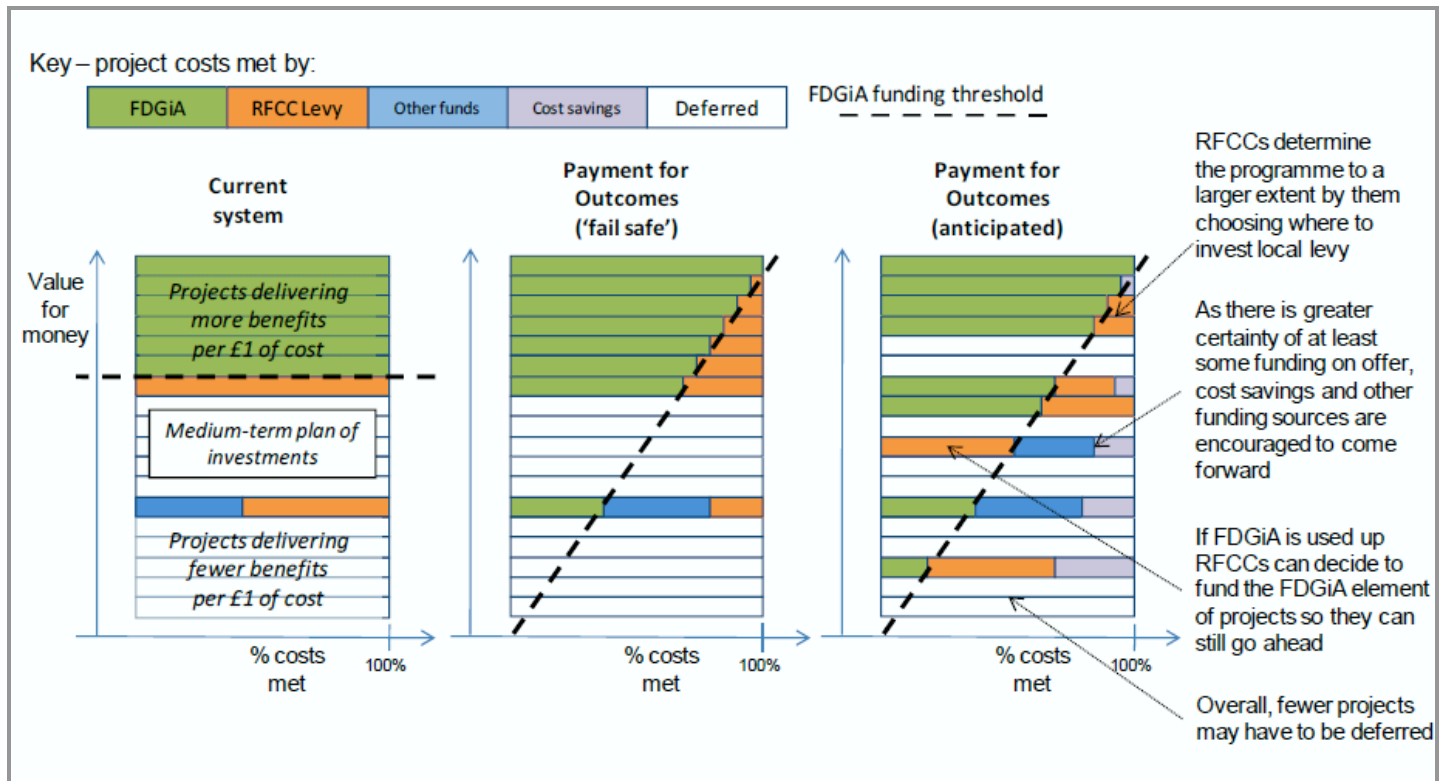 Key – project costs met by:
FDGiA
RFCC Levy
Other funds
Cost savings
Deferred
FDGiA funding threshold
Current
system
Payment for
Outcomes
('fail safe')
Payment for
Outcomes
(anticipated)
Value
for
money
Projects delivering
more benefits
per £1 of cost
Medium-term plan of
investments
Projects delivering
fewer benefits
per £1 of cost
% costs
met
100%
% costs
met
100%
% costs
met
100%
RFCCs determine
the programme to a
larger extent by them
choosing where to
invest local levy
As there is greater
certainty of at least
some funding on offer,
cost savings and other
funding sources are
encouraged to come
forward
If FDGiA is used up
RFCCs can decide to
fund the FDGiA element
of projects so they can
still go ahead
Overall, fewer projects
may have to be deferred